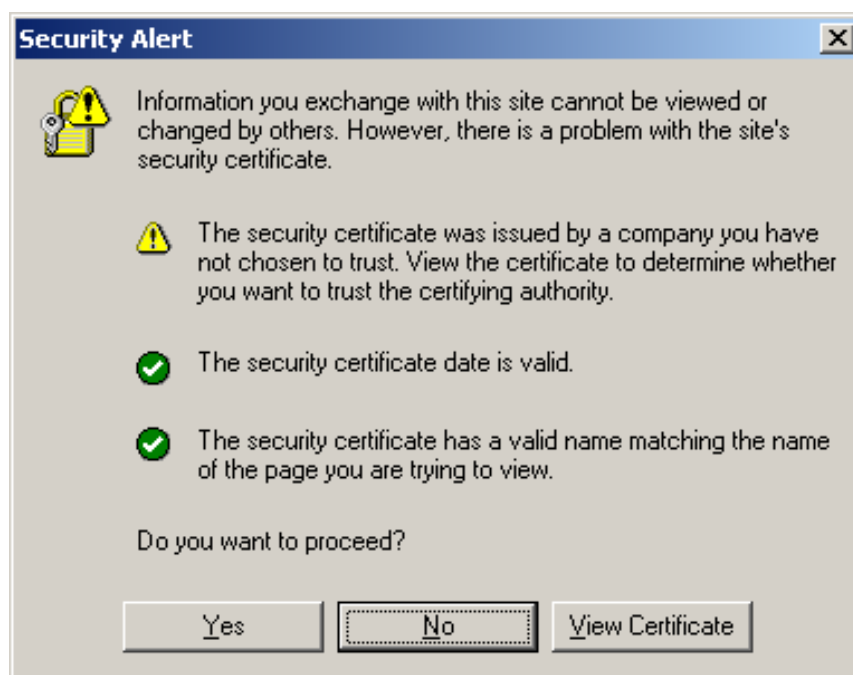 Security Alert
Information you exchange with this site cannot be viewed or
changed by others. However, there is a problem with the site's
security certificate.
The security certificate was issued by a company you have
not chosen to trust. View the certificate to determine whether
you want to trust the certifying authority.
The security certificate date is valid.
The security certificate has a valid name matching the name
of the page you are trying to view.
Do you want to proceed?
Yes No View Certificate